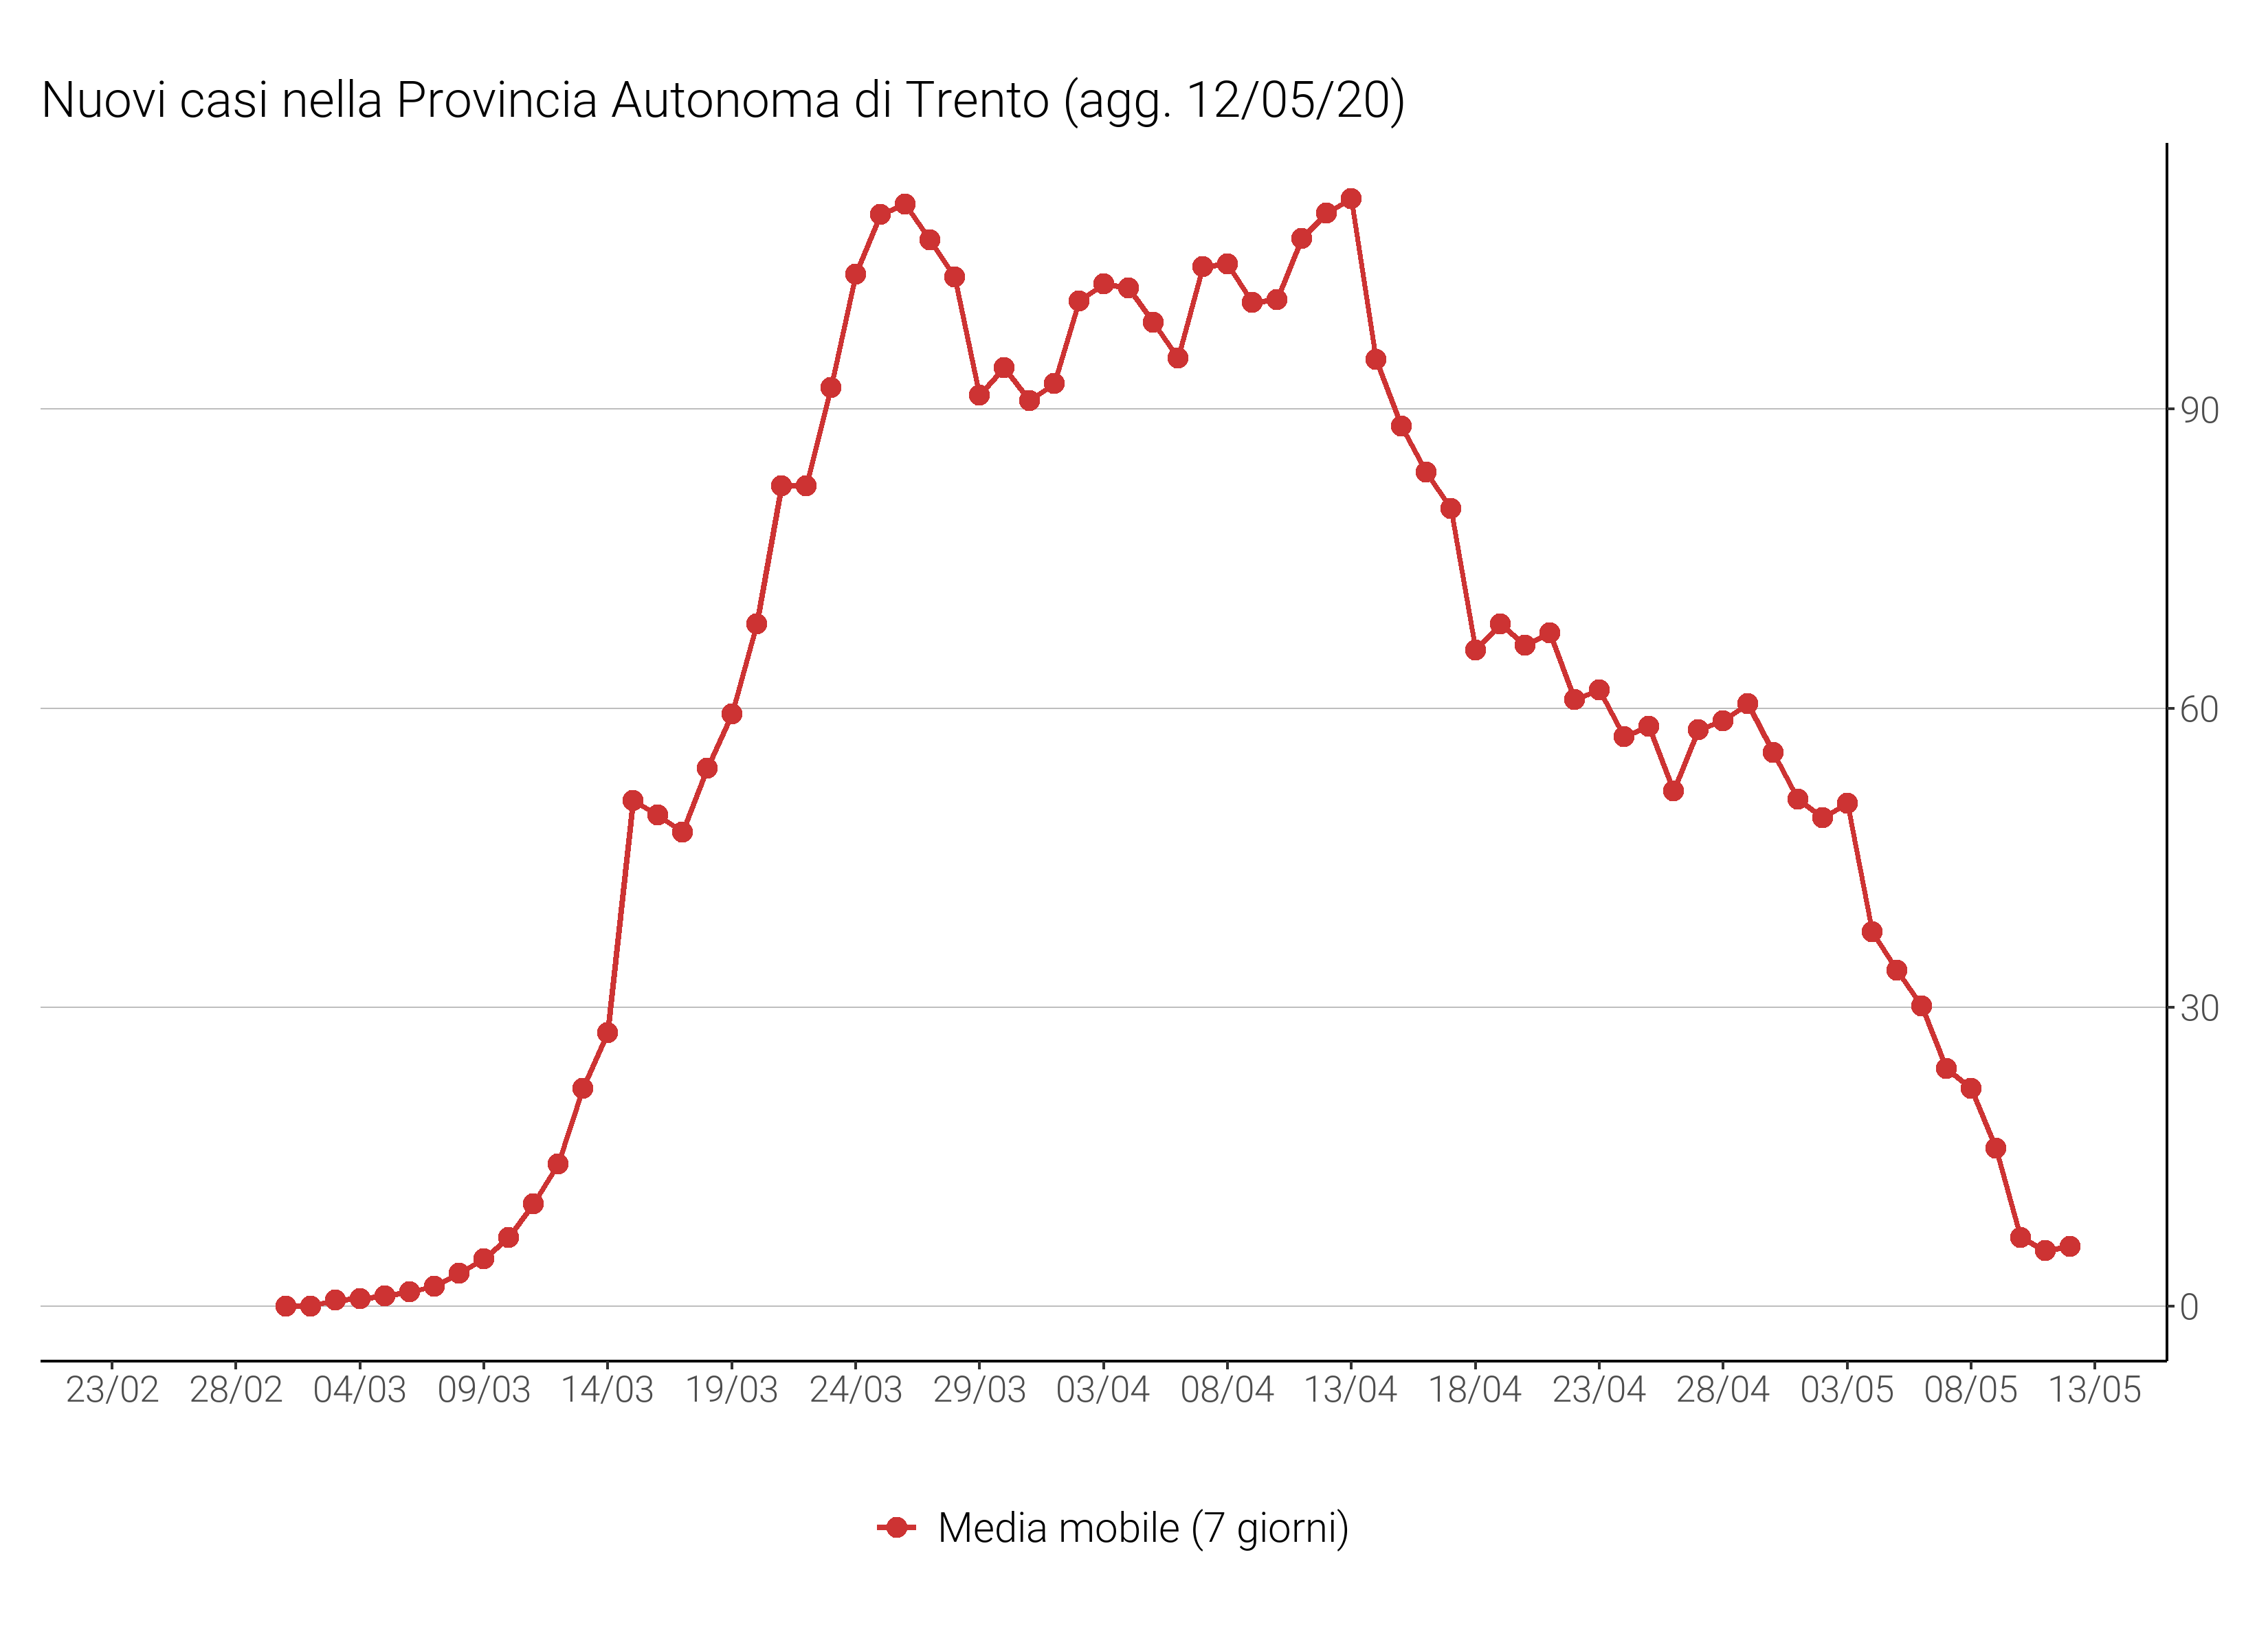 Nuovi casi nella Provincia Autonoma di Trento (agg. 12/05/20)
90
60
30
0
23/02 28/02 04/03 09/03 14/03 19/03 24/03 29/03 03/04 08/04 13/04 18/04 23/04 28/04 03/05 08/05 13/05
Media mobile (7 giorni)